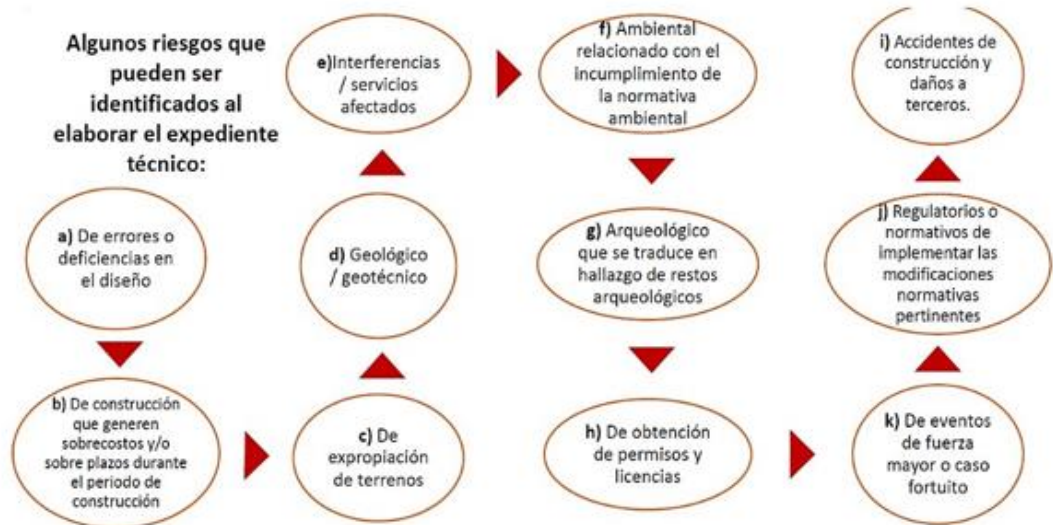 Algunos riesgos que
pueden ser
identificados al
elaborar el expediente
técnico:
a) De errores o
deficiencias en
el diseño
b) De construcción
que generen
sobrecostos y/o
sobre plazos durante
el periodo de
construcción
c) De
expropiación
de terrenos
d) Geológico
/ geotécnico
e)Interferencias
/ servicios
afectados
f) Ambiental
relacionado con el
incumplimiento de
la normativa
ambiental
g) Arqueológico
que se traduce en
hallazgo de restos
arqueológicos
h) De obtención
de permisos y
licencias
k) De eventos
de fuerza
mayor o caso
fortuito
j) Regulatorios o
normativos de
implementar las
modificaciones
normativas
pertinentes
i) Accidentes de
construcción y
daños a
terceros.